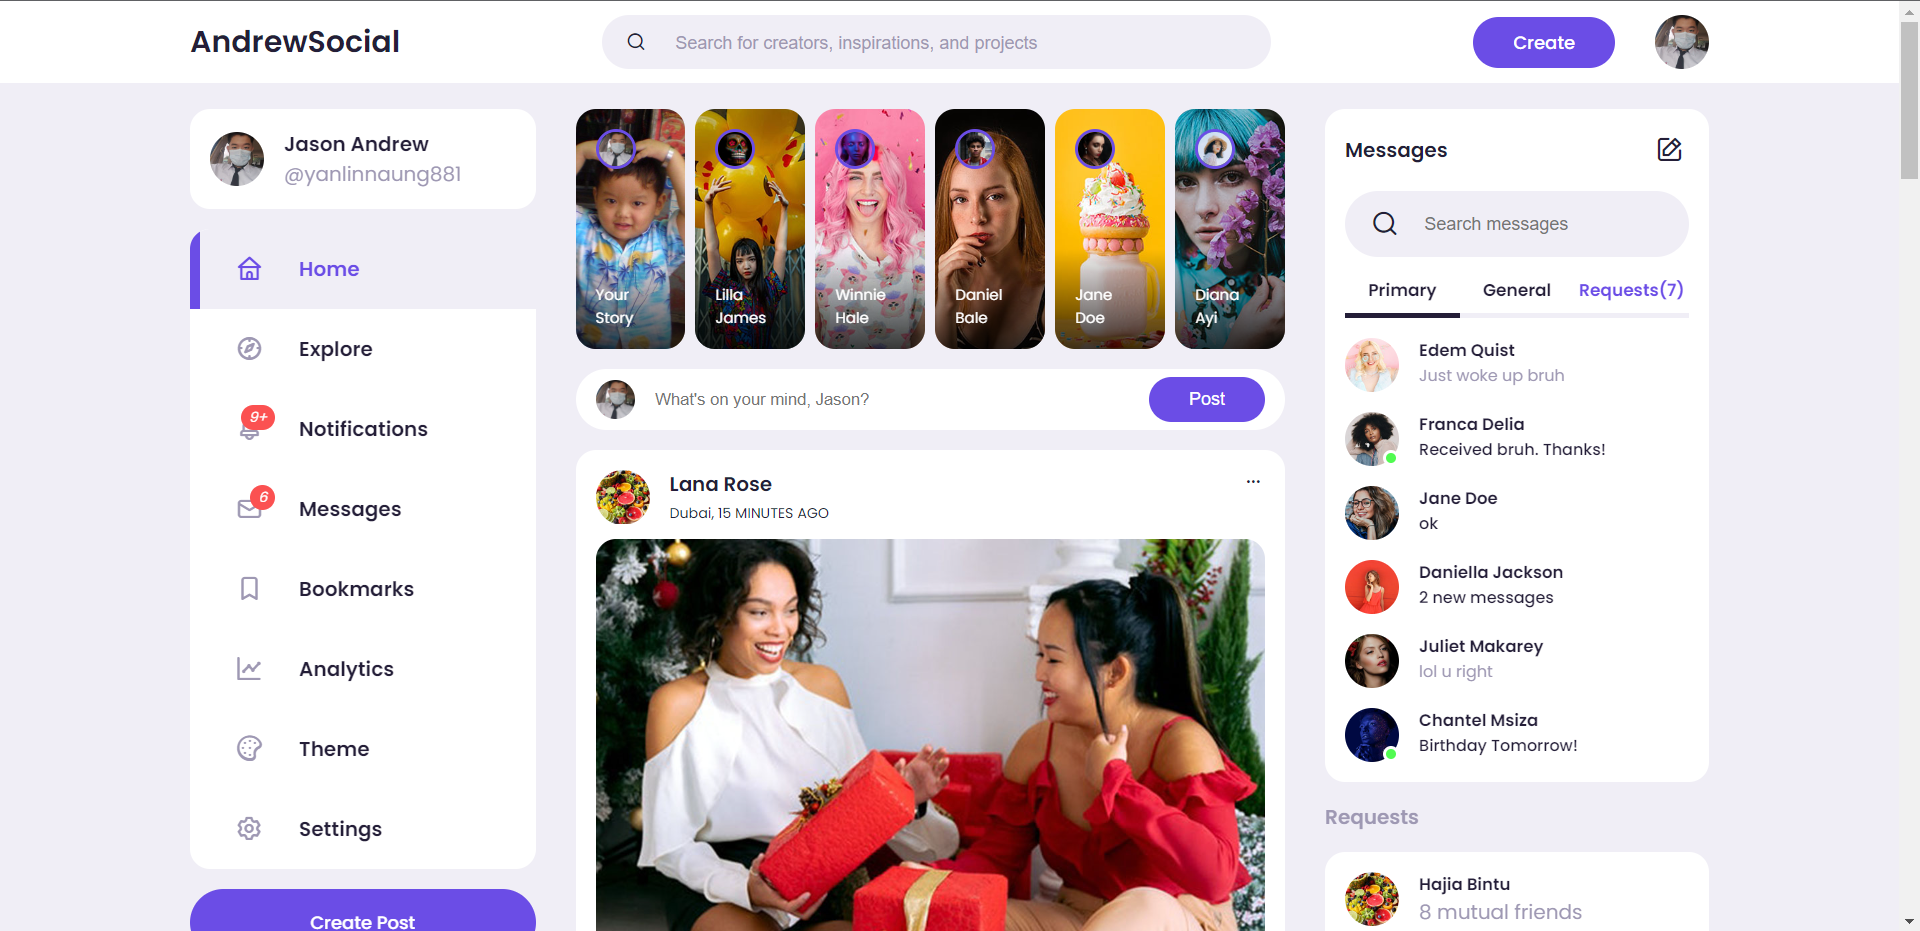 AndrewSocial
Search for creators, inspirations, and projects
Create
Jason Andrew
@yanlinnaung881
Home
Explore
9+
Notifications
6
Messages
Bookmarks
Analytics
Theme
Settings
Create Post
Your
Story
Lilla
James
Winnie
Hale
Daniel
Bale
Jane
Doe
Diana
Ayi
What's on your mind, Jason?
Post
Lana Rose
Dubai, 15 MINUTES AGO
Messages
Search messages
Primary
General
Requests(7)
Edem Quist
Just woke up bruh
Franca Delia
Received bruh. Thanks!
Jane Doe
ok
Daniella Jackson
2 new messages
Juliet Makarey
lol u right
Chantel Msiza
Birthday Tomorrow!
Requests
Hajia Bintu
8 mutual friends